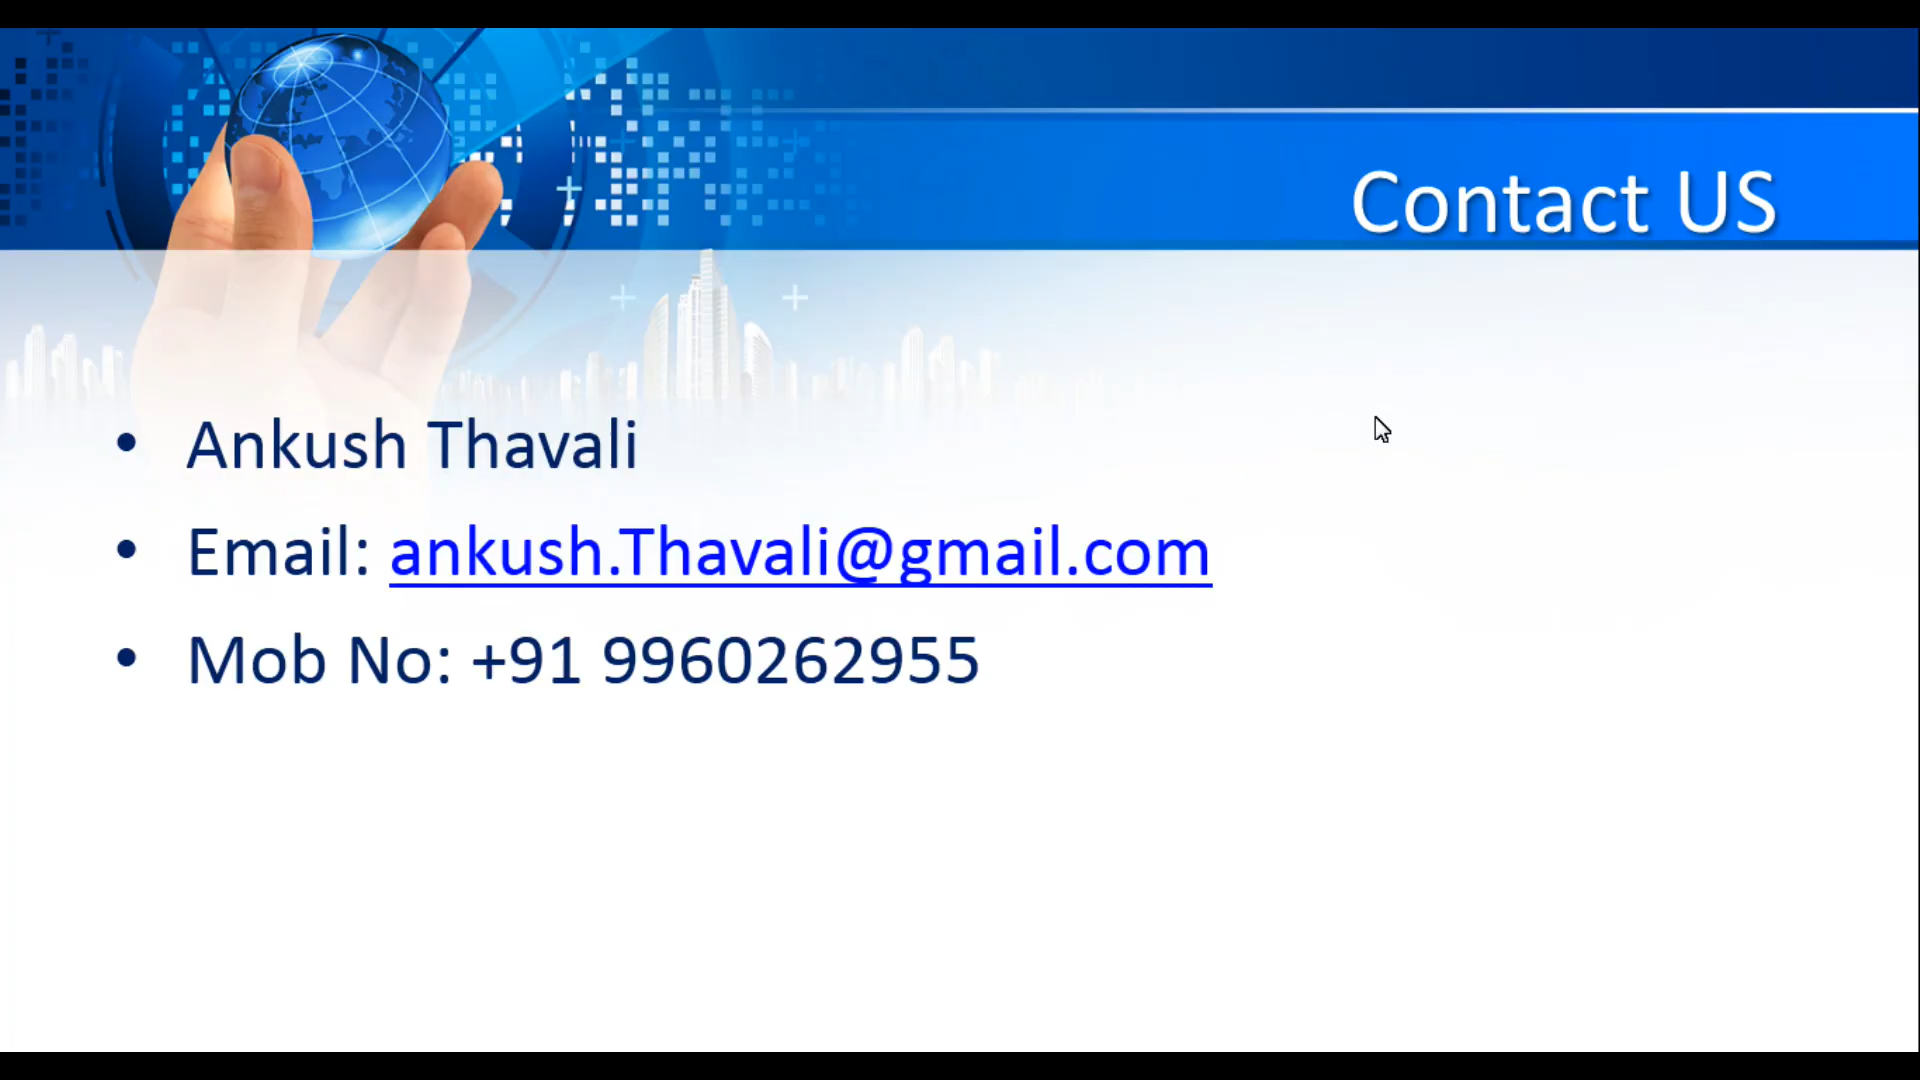 Contact US
• Ankush Thavali
• Email: ankush.Thavali@gmail.com
• Mob No: +91 9960262955